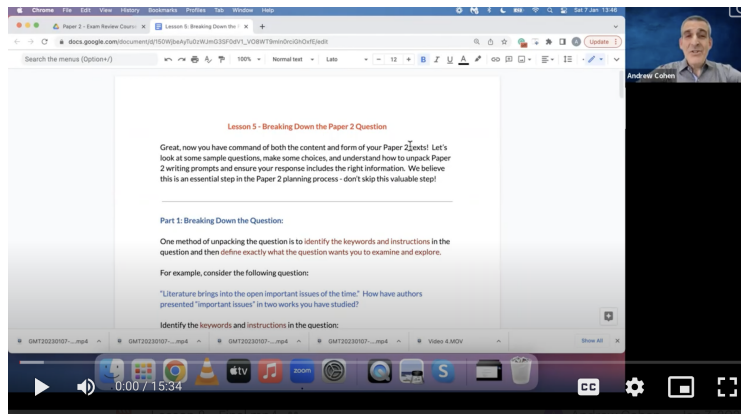 Chrome File Edit View History Bookmarks Profiles Tab Window Help
Sat 7 Jan 13:46
Paper 2 - Exam Review Course
Lesson 5: Breaking Down the
Update
Search the menus (Option+/)
100%
Normal text
Lato
12
B I U A
Andrew Cohen
Lesson 5 - Breaking Down the Paper 2 Question
Great, now you have command of both the content and form of your Paper 2 texts! Let's
look at some sample questions, make some choices, and understand how to unpack Paper
2 writing prompts and ensure your response includes the right information. We believe
this is an essential step in the Paper 2 planning process - don't skip this valuable step!
Part 1: Breaking Down the Question:
One method of unpacking the question is to identify the keywords and instructions in the
question and then define exactly what the question wants you to examine and explore.
For example, consider the following question:
"Literature brings into the open important issues of the time." How have authors
presented "important issues" in two works you have studied?
Identify the keywords and instructions in the question:
GMT20230107-....mp4
GMT20230107-....mp4
GMT20230107-....mp4
GMT20230107-....mp4
Video 4.MOV
Show All
tv
zoom
S
0:00 / 15:34
CC